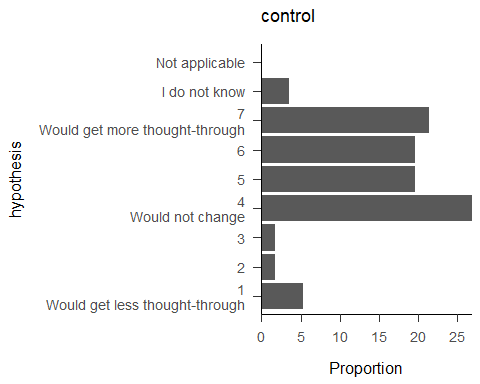 control
hypothesis
Not applicable
I do not know
7
Would get more thought-through
6
5
4
Would not change
3
2
1
Would get less thought-through
0 5 10 15 20 25
Proportion